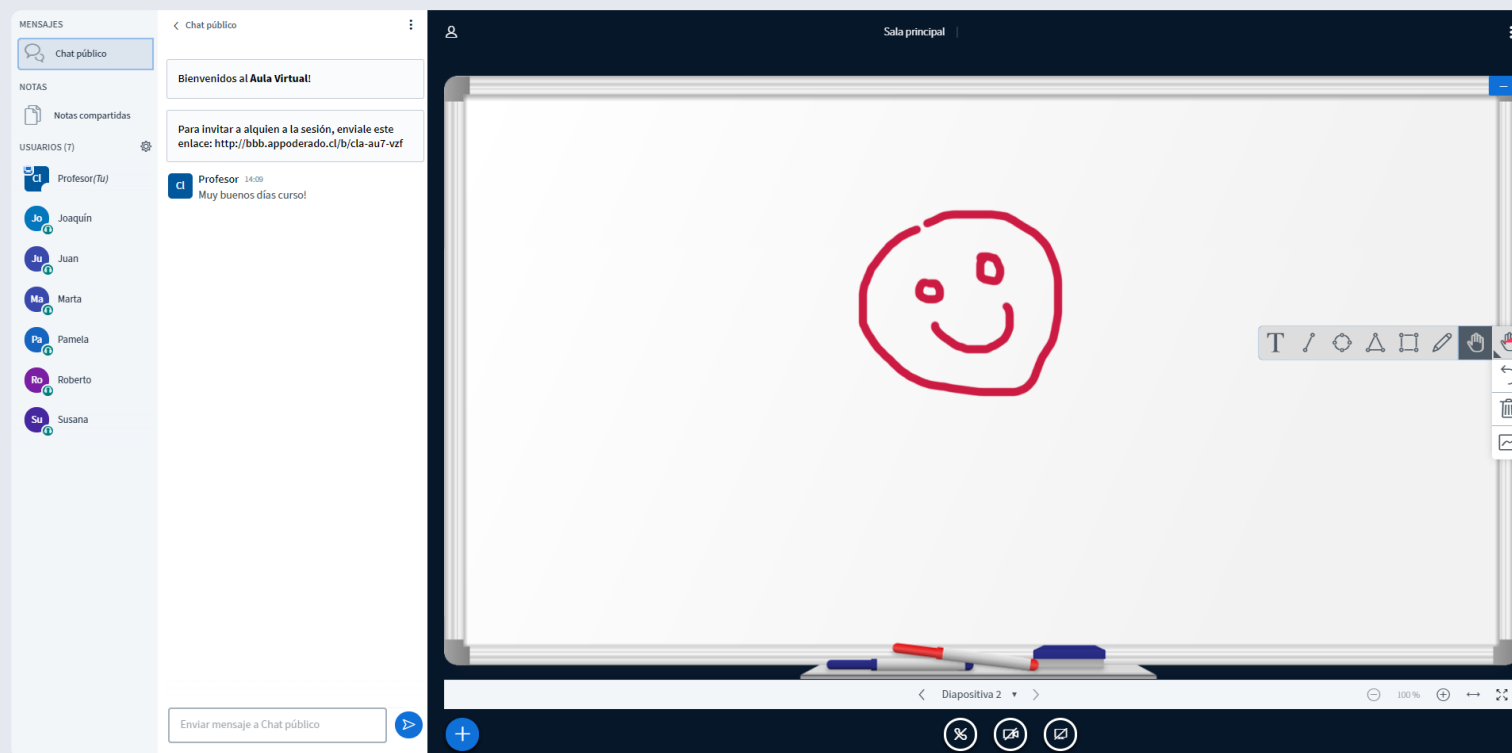 MENSAJES
Chat público
NOTAS
Notas compartidas
USUARIOS (7)
Cl Profesor(Tu)
Jo Joaquín
Ju Juan
Ma Marta
Pa Pamela
Ro Roberto
Su Susana
Chat público
Bienvenidos al Aula Virtual!
Para invitar a alquien a la sesión, enviale este
enlace: http://bbb.appoderado.cl/b/cla-au7-vzf
Cl Profesor 14:09
Muy buenos días curso!
Enviar mensaje a Chat público
Sala principal
T
Diapositiva 2
100 %